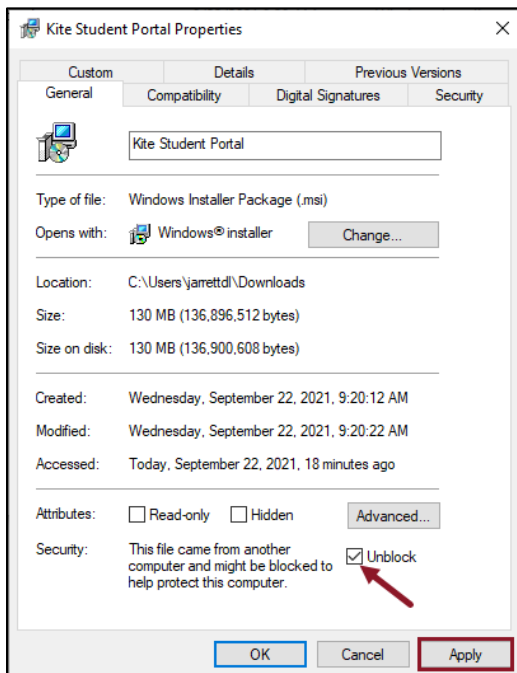 Kite Student Portal Properties
Custom Details Previous Versions
General Compatibility Digital Signatures Security
Kite Student Portal
Type of file: Windows Installer Package (.msi)
Opens with: Windows® installer Change...
Location: C:\Users\jarrettdl\Downloads
Size: 130 MB (136,896,512 bytes)
Size on disk: 130 MB (136,900,608 bytes)
Created: Wednesday, September 22, 2021, 9:20:12 AM
Modified: Wednesday, September 22, 2021, 9:20:22 AM
Accessed: Today, September 22, 2021, 18 minutes ago
Attributes: Read-only Hidden Advanced...
Security: This file came from another
computer and might be blocked to
help protect this computer.
Unblock
OK Cancel Apply